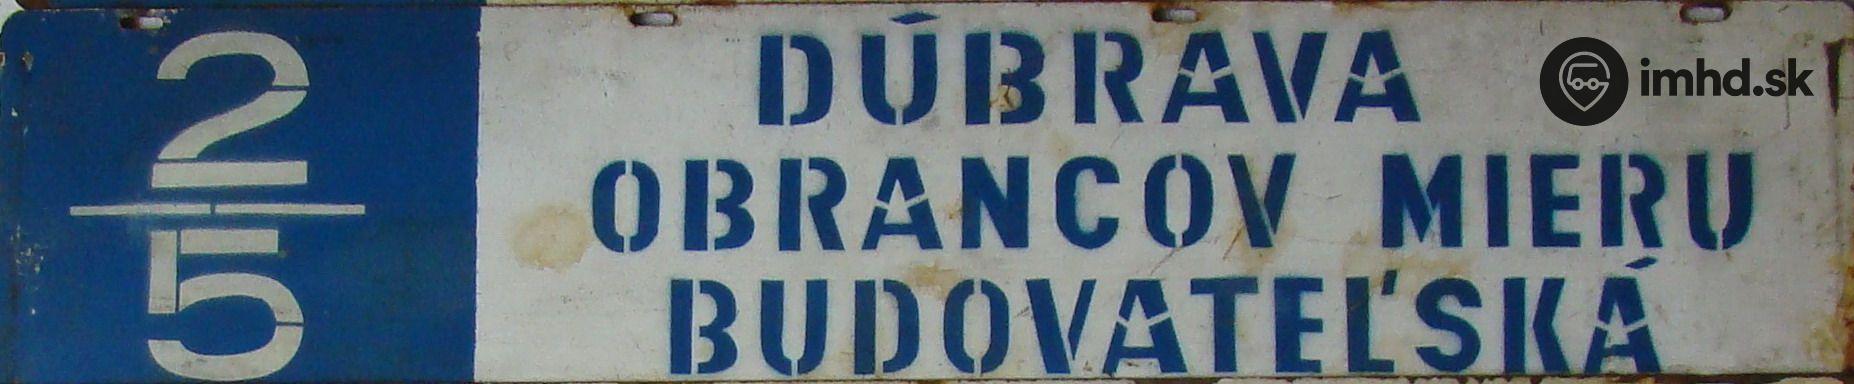 2
5
DÚBRAVA
OBRANCOV MIERU
BUDOVATEĽSKÁ
imhd.sk